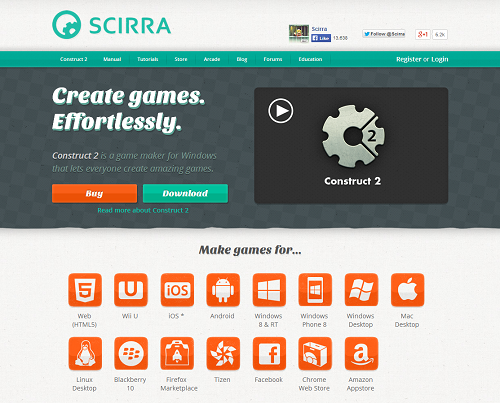 SCIRRA
Scirra
Like 13,838
Follow @Scirra
+1 6.2k
Construct 2 Manual Tutorials Store Arcade Blog Forums Education Register or Login
Create games.
Effortlessly.
Construct 2 is a game maker for Windows
that lets everyone create amazing games.
Buy Download
Read more about Construct 2
2
Construct 2
Make games for...
5 U iOS
Web Wii U iOS * Android Windows Windows Windows Mac
(HTML5) 8 & RT Phone 8 Desktop Desktop
f a
Linux Blackberry Firefox Tizen Facebook Chrome Amazon
Desktop 10 Marketplace Web Store Appstore